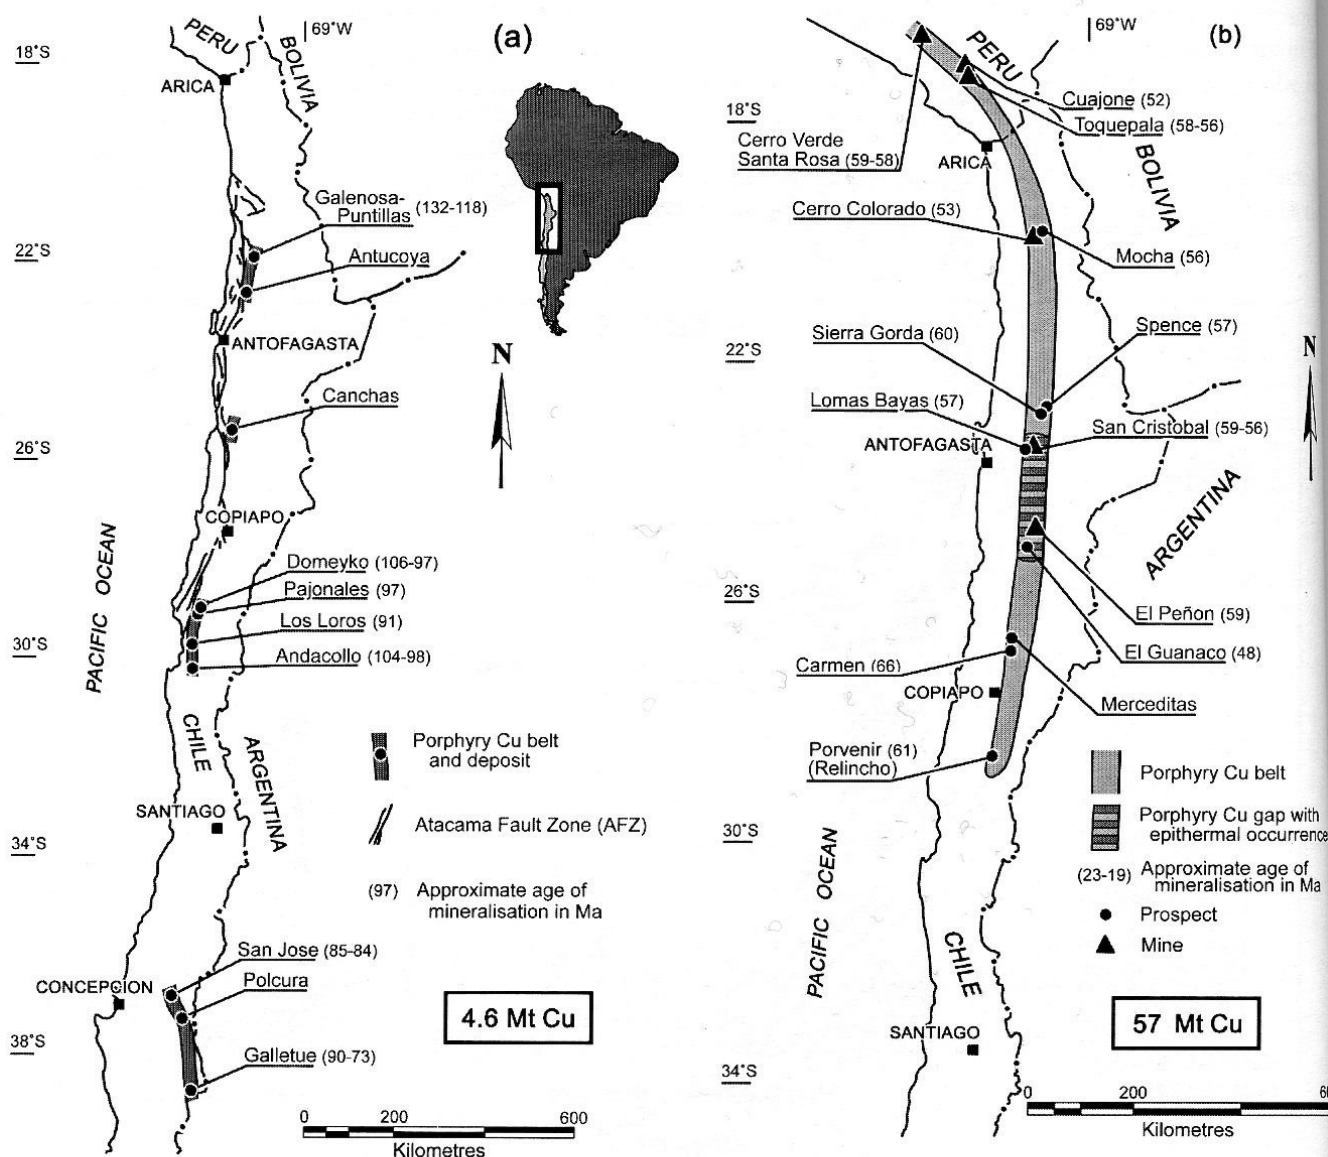 (a)
69°W
PERU
BOLIVIA
18°S
ARICA
Galenosa-
Puntillas (132-118)
22°S
Antucoya
ANTOFAGASTA
N
Canchas
26°S
COPIAPO
PACIFIC OCEAN
Domeyko (106-97)
Pajonales (97)
Los Loros (91)
30°S
Andacollo (104-98)
CHILE
ARGENTINA
Porphyry Cu belt
and deposit
SANTIAGO
Atacama Fault Zone (AFZ)
34°S
(97) Approximate age of
mineralisation in Ma
San Jose (85-84)
CONCEPCION
Polcura
4.6 Mt Cu
38°S
Galletue (90-73)
0 200 600
Kilometres
(b)
69°W
PERU
Cuajone (52)
18°S
Toquepala (58-56)
Cerro Verde
Santa Rosa (59-58)
ARICA
BOLIVIA
Cerro Colorado (53)
Mocha (56)
Spence (57)
Sierra Gorda (60)
22°S
N
Lomas Bayas (57)
San Cristobal (59-56)
ANTOFAGASTA
ARGENTINA
26°S
El Peñon (59)
El Guanaco (48)
Carmen (66)
COPIAPO
Merceditas
Porvenir (61)
(Relincho)
Porphyry Cu belt
Porphyry Cu gap with
epithermal occurrence
30°S
PACIFIC OCEAN
(23-19) Approximate age of
mineralisation in Ma
Prospect
Mine
CHILE
57 Mt Cu
SANTIAGO
34°S
0 200 6
Kilometres